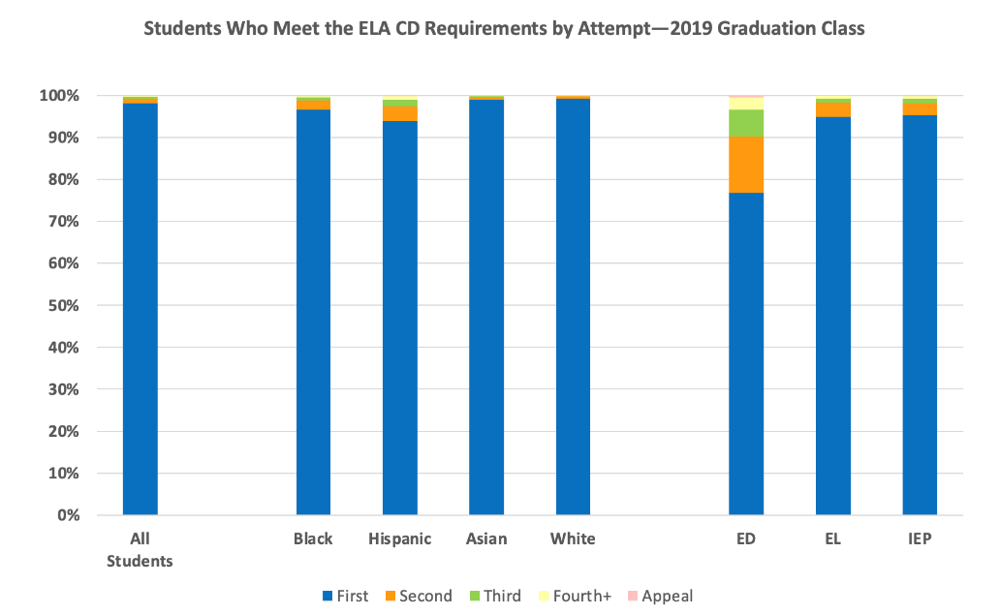 Students Who Meet the ELA CD Requirements by Attempt—2019 Graduation Class
100%
90%
80%
70%
60%
50%
40%
30%
20%
10%
0%
All Students
Black
Hispanic
Asian
White
ED
EL
IEP
First
Second
Third
Fourth+
Appeal